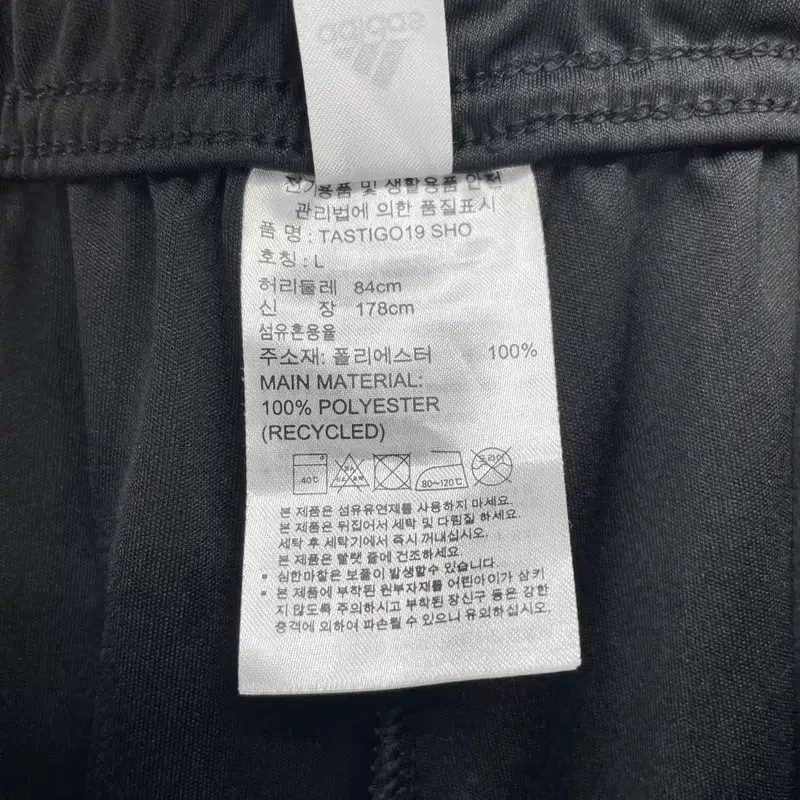 adidas
전기용품 및 생활용품 안전
관리법에 의한 품질표시
품 명 : TASTIGO19 SHO
호칭 : L
허리둘레 84cm
신 장 178cm
섬유혼용율
주소재: 폴리에스터 100%
MAIN MATERIAL:
100% POLYESTER
(RECYCLED)
40℃ 80~120℃ 드라이
본 제품은 섬유유연제를 사용하지 마세요.
본 제품은 뒤집어서 세탁 및 다림질 하세요.
세탁 후 세탁기에서 즉시 꺼내십시오.
본 제품은 빨랫 줄에 건조하세요.
• 심한마찰은 보풀이 발생할수 있습니다.
• 본 제품에 부착된 원부자재를 어린아이가 삼키
지 않도록 주의하시고 부착된 장신구 등은 강한
충격에 의하여 파손될 수 있으니 유의하십시오.